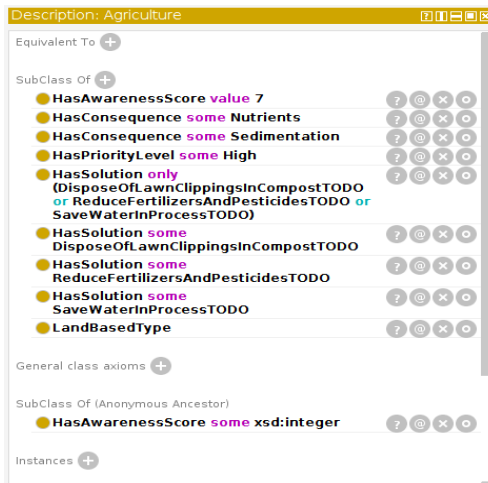 Description: Agriculture
Equivalent To
SubClass Of
HasAwarenessScore value 7
HasConsequence some Nutrients
HasConsequence some Sedimentation
HasPriorityLevel some High
HasSolution only
(DisposeOfLawnClippingsInCompostTODO
or ReduceFertilizersAndPesticidesTODO or
SaveWaterInProcessTODO)
HasSolution some
DisposeOfLawnClippingsInCompostTODO
HasSolution some
ReduceFertilizersAndPesticidesTODO
HasSolution some
SaveWaterInProcessTODO
LandBasedType
General class axioms
SubClass Of (Anonymous Ancestor)
HasAwarenessScore some xsd:integer
Instances